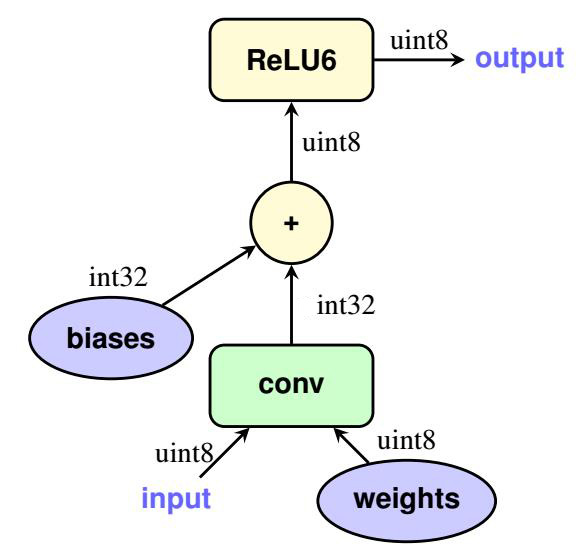 uint8
ReLU6
output
uint8
+
int32
biases
int32
conv
uint8
uint8
input
weights